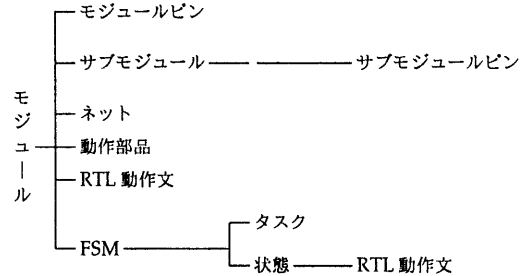 モジュール
モジュールピン
サブモジュール
サブモジュールピン
ネット
動作部品
RTL 動作文
FSM
タスク
状態
RTL 動作文